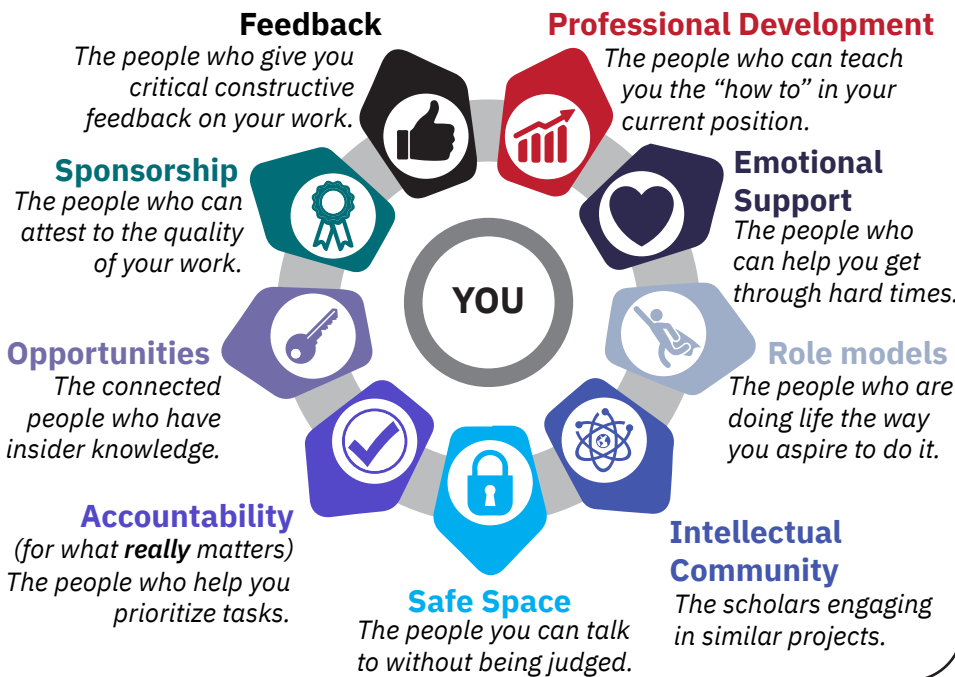 Feedback
The people who give you
critical constructive
feedback on your work.
Professional Development
The people who can teach
you the “how to” in your
current position.
Sponsorship
The people who can
attest to the quality
of your work.
Emotional
Support
The people who
can help you get
through hard times.
YOU
Opportunities
The connected
people who have
insider knowledge.
Role models
The people who are
doing life the way
you aspire to do it.
Accountability
(for what really matters)
The people who help you
prioritize tasks.
Safe Space
The people you can talk
to without being judged.
Intellectual
Community
The scholars engaging
in similar projects.